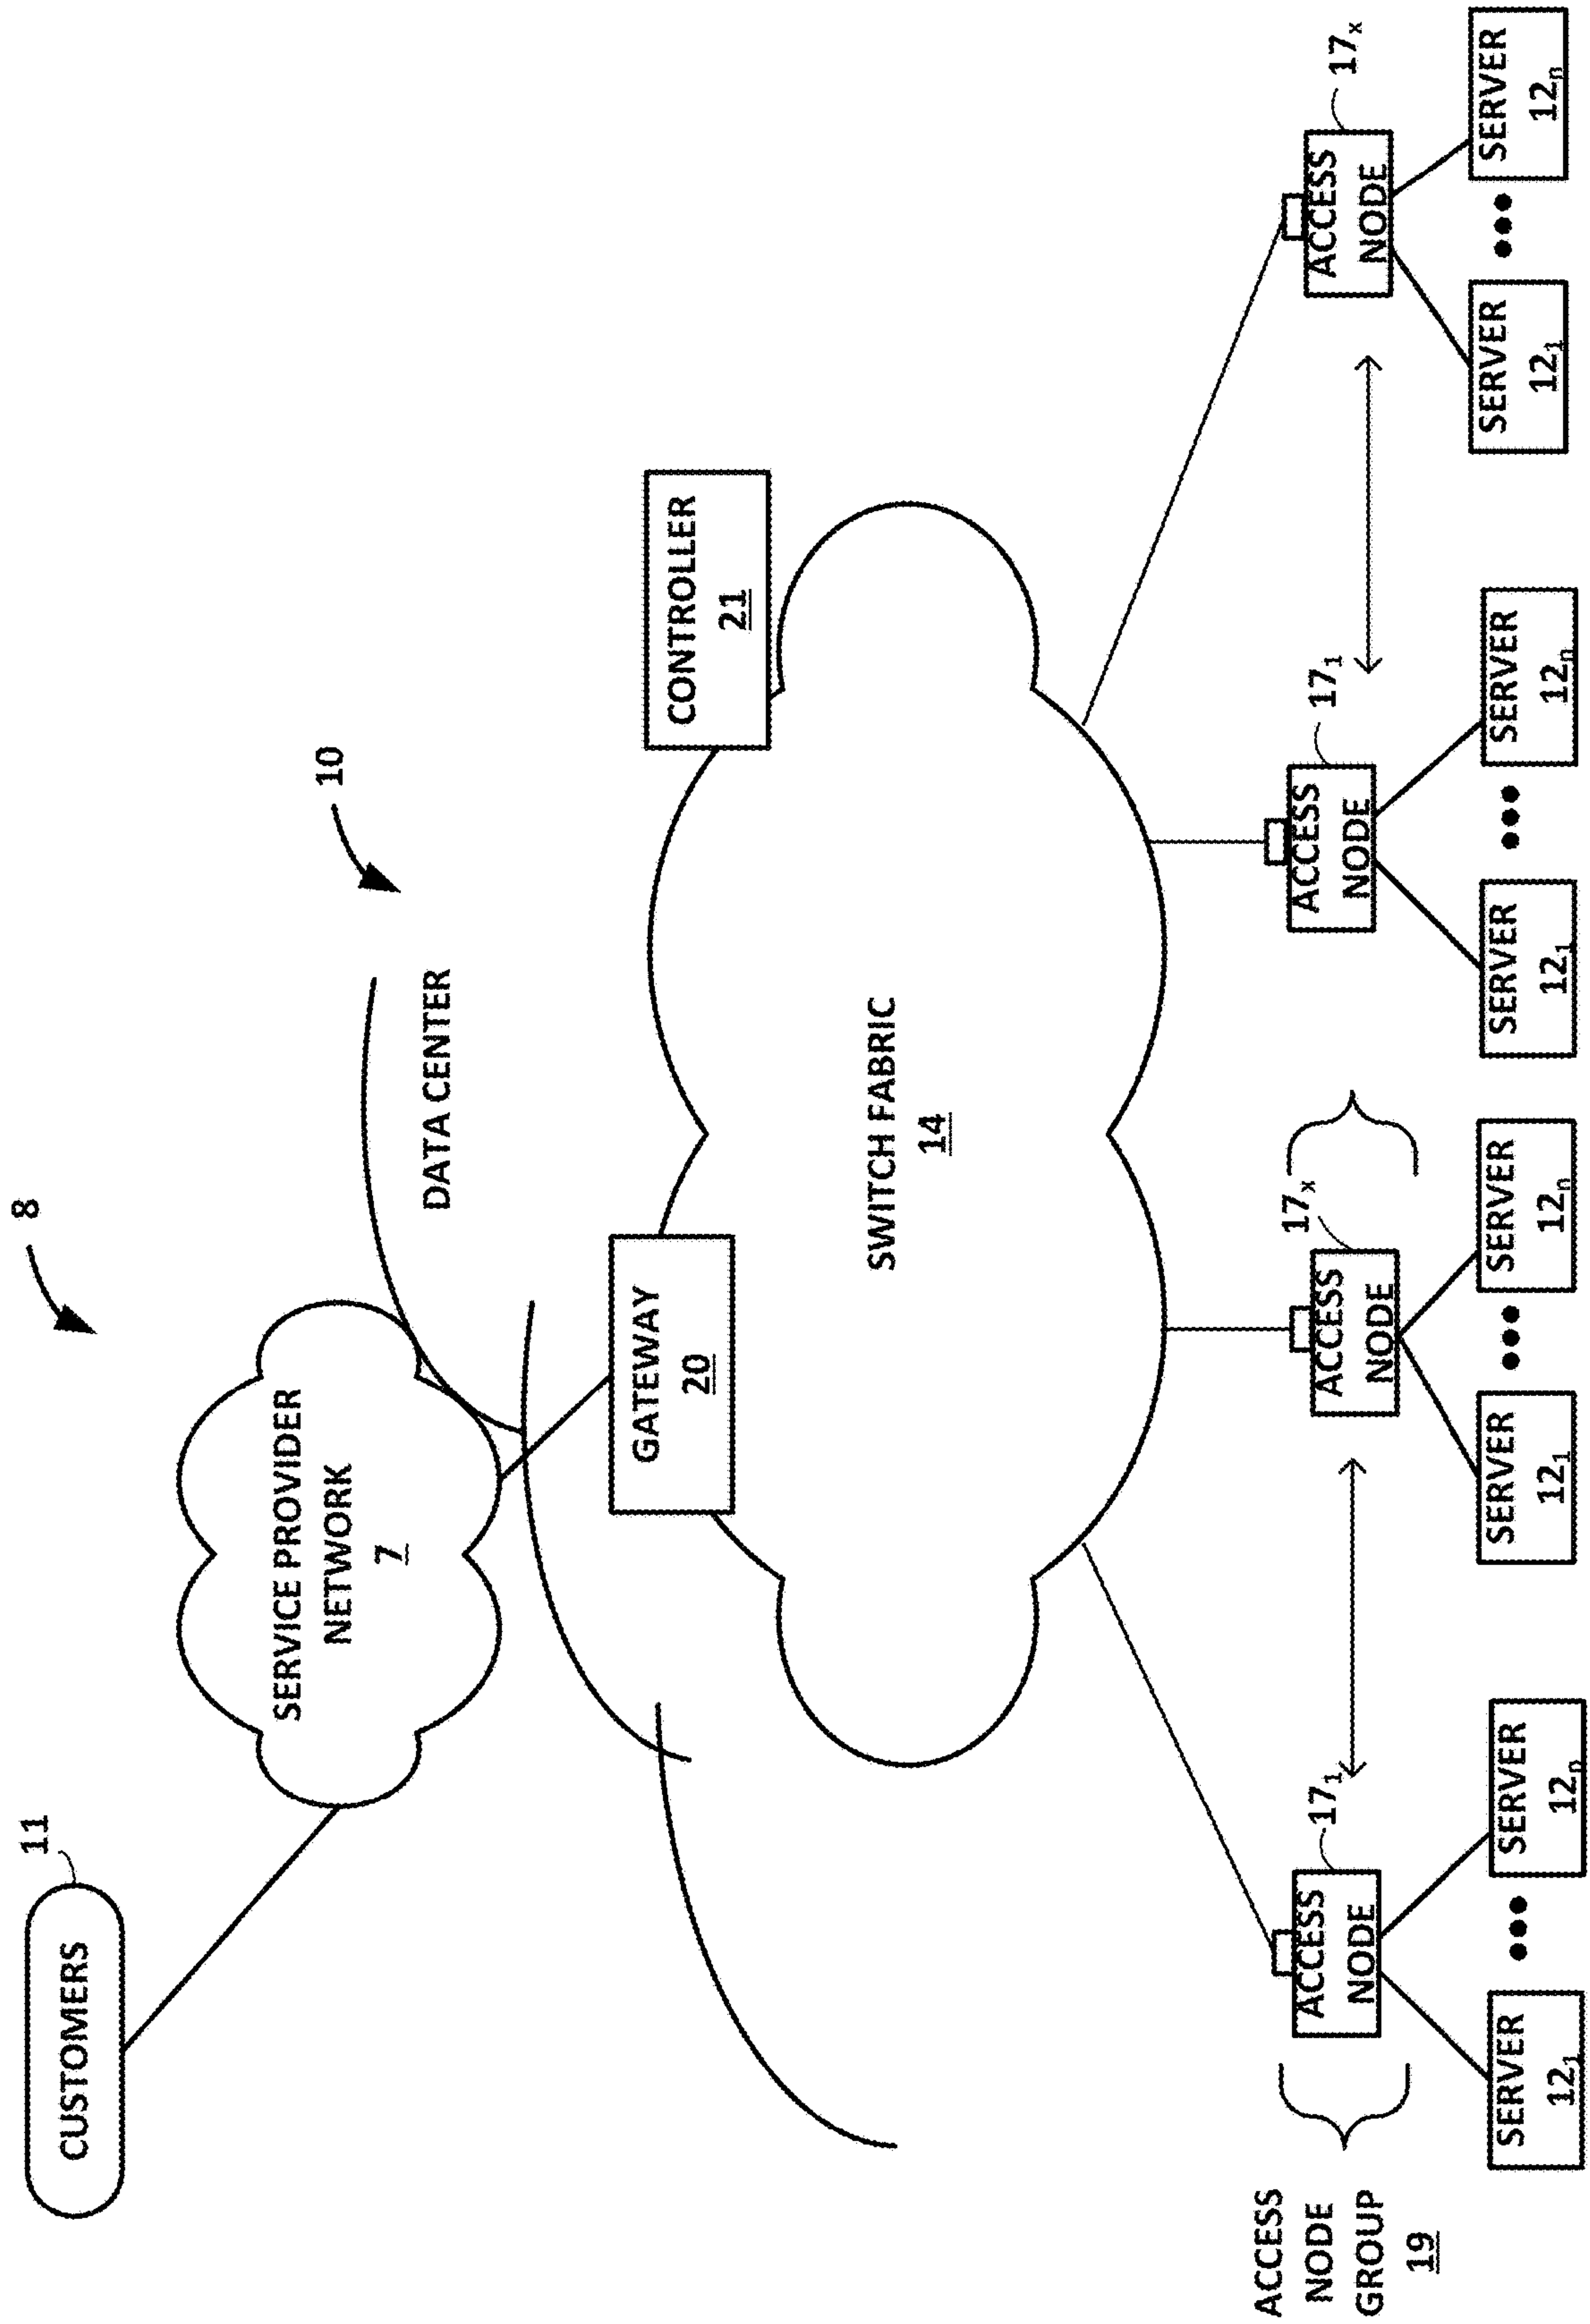 8
CUSTOMERS
11
SERVICE PROVIDER
NETWORK
7
10
DATA CENTER
GATEWAY
20
CONTROLLER
21
SWITCH FABRIC
14
ACCESS
NODE
GROUP
19
ACCESS
NODE
17₁
ACCESS
NODE
17ₓ
ACCESS
NODE
17₁
ACCESS
NODE
17ₓ
SERVER
12₁
SERVER
12ₙ
SERVER
12₁
SERVER
12ₙ
SERVER
12₁
SERVER
12ₙ
SERVER
12₁
SERVER
12ₙ